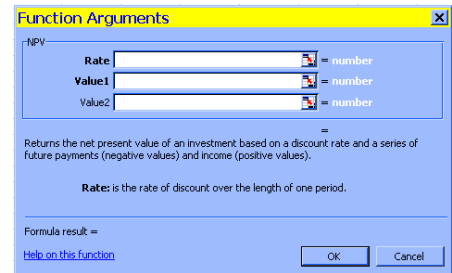 Function Arguments
NPV
Rate = number
Value1 = number
Value2 = number
=
Returns the net present value of an investment based on a discount rate and a series of
future payments (negative values) and income (positive values).
Rate: is the rate of discount over the length of one period.
Formula result =
Help on this function OK Cancel